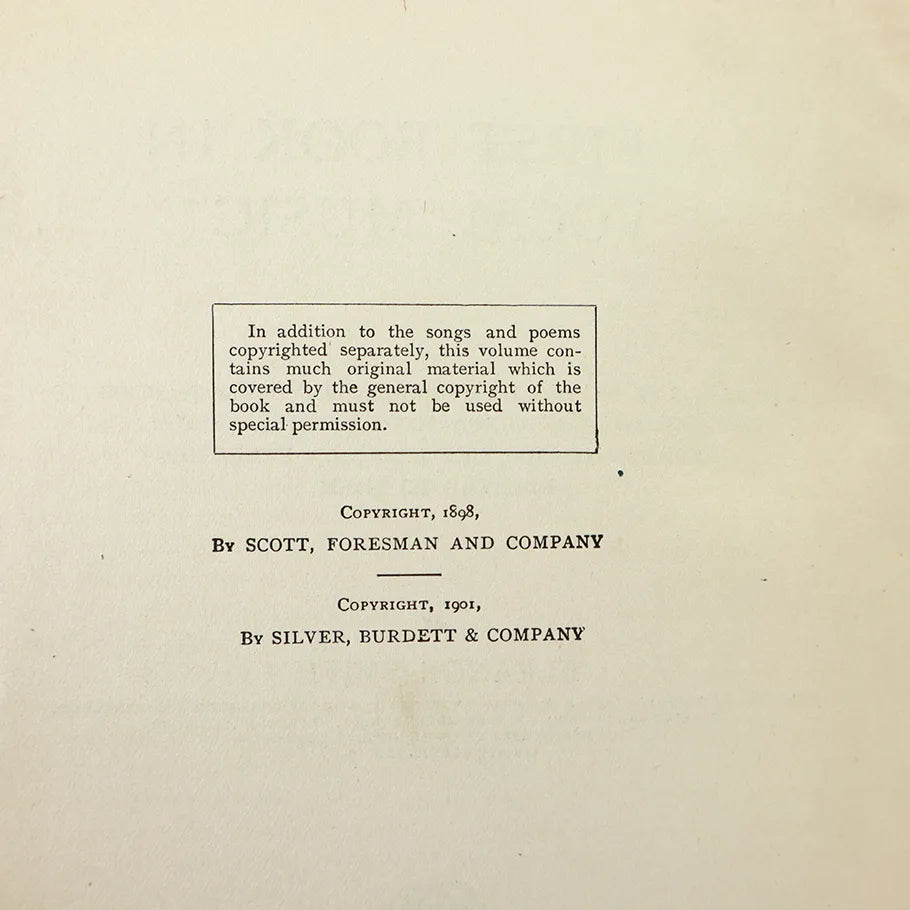 In addition to the songs and poems
copyrighted separately, this volume con-
tains much original material which is
covered by the general copyright of the
book and must not be used without
special permission.
Copyright, 1898,
By SCOTT, FORESMAN AND COMPANY
Copyright, 1901,
By SILVER, BURDETT & COMPANY